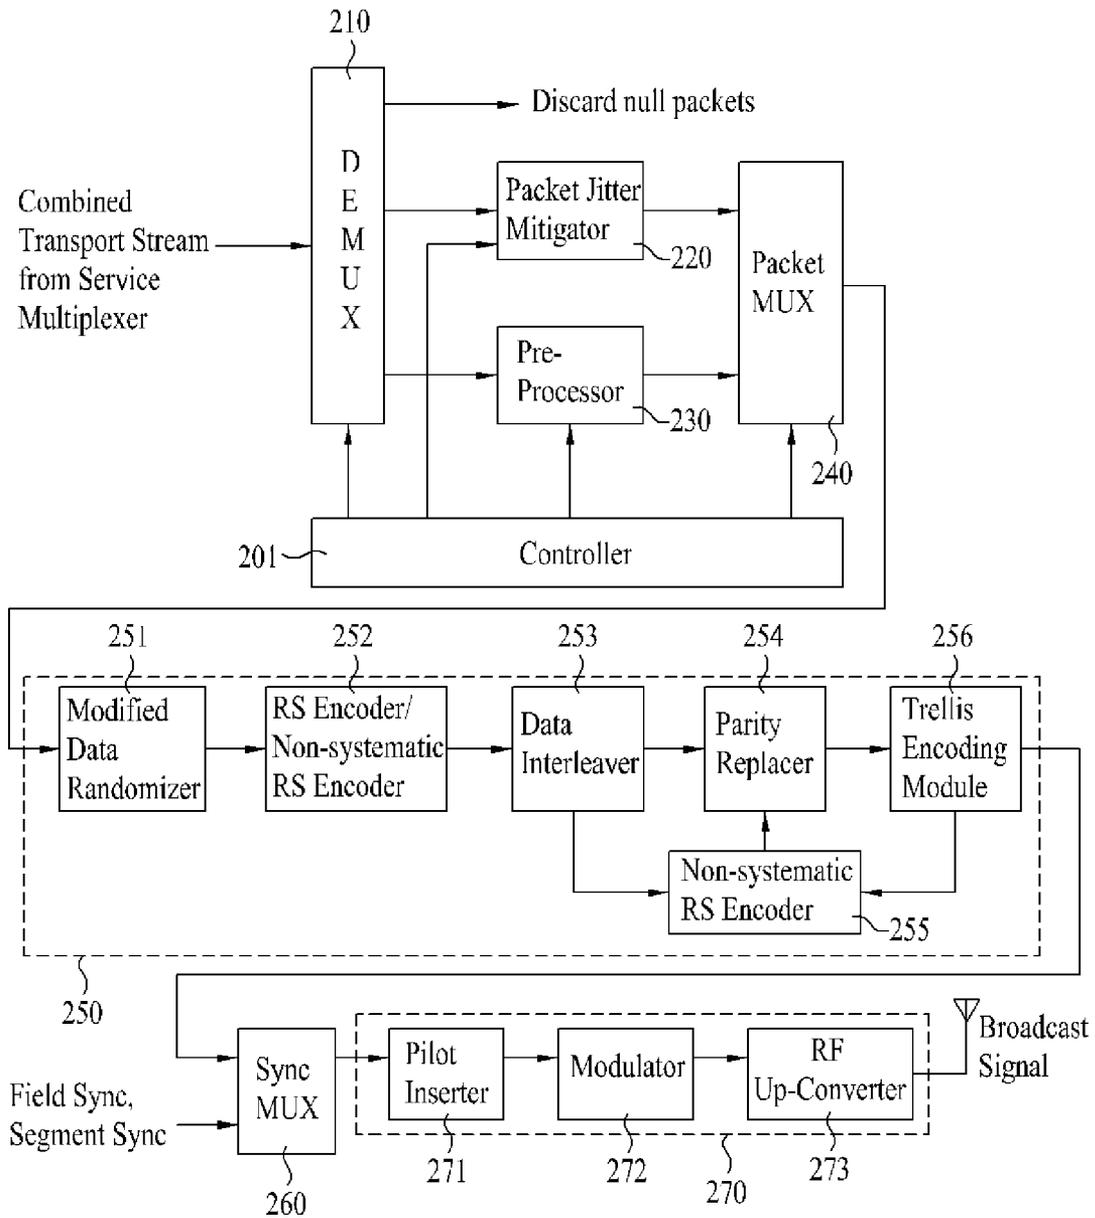 210
Discard null packets
D
E
M
U
X
Combined
Transport Stream
from Service
Multiplexer
Packet Jitter
Mitigator
220
Packet
MUX
Pre-
Processor
230
240
201
Controller
251
252
253
254
256
Modified
Data
Randomizer
RS Encoder/
Non-systematic
RS Encoder
Data
Interleaver
Parity
Replacer
Trellis
Encoding
Module
Non-systematic
RS Encoder
255
250
Broadcast
Signal
Field Sync,
Segment Sync
Sync
MUX
Pilot
Inserter
Modulator
RF
Up-Converter
260
271
272
270
273